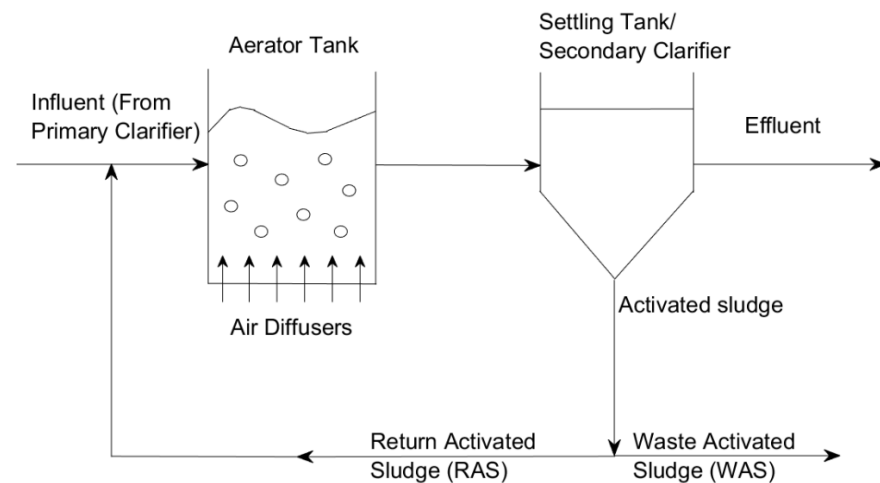 Aerator Tank
Settling Tank/
Secondary Clarifier
Influent (From
Primary Clarifier)
Effluent
Air Diffusers
Activated sludge
Return Activated
Sludge (RAS)
Waste Activated
Sludge (WAS)